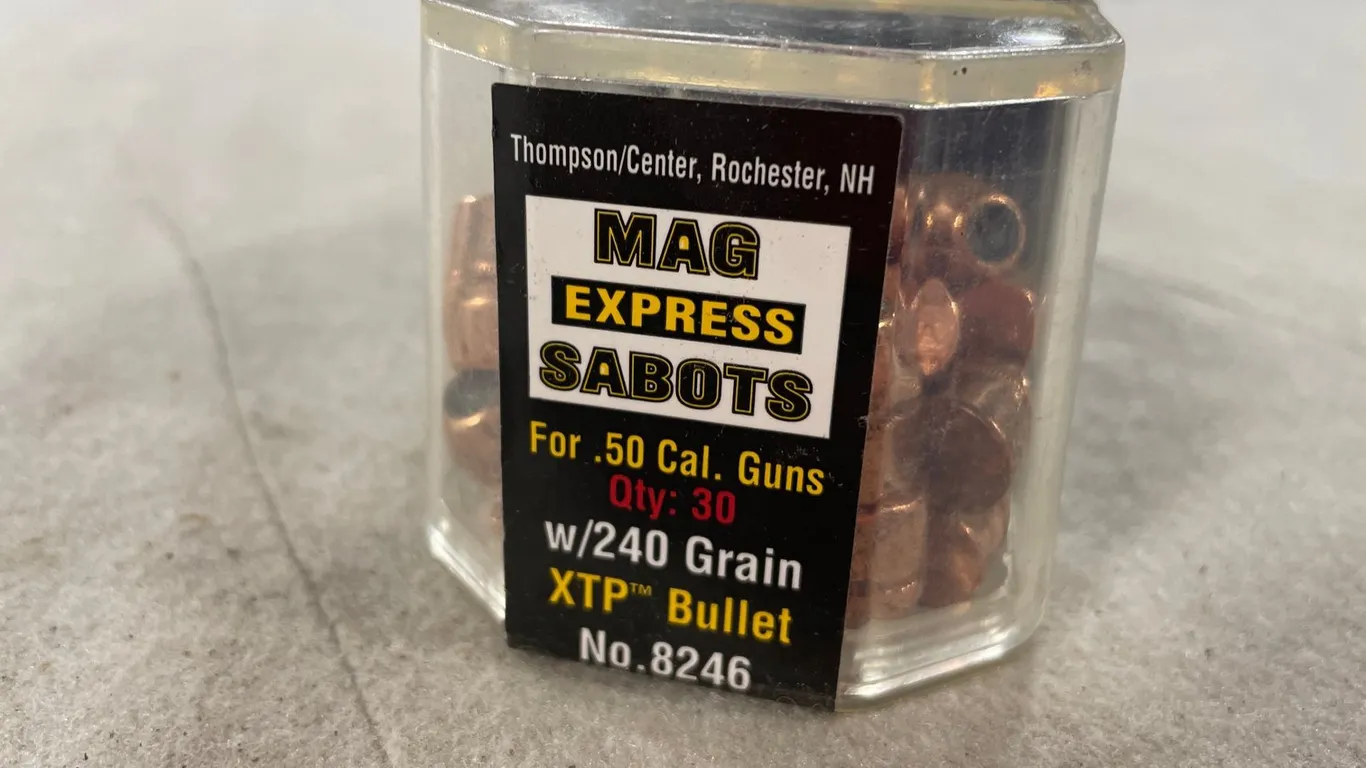 Thompson/Center, Rochester, NH
MAG
EXPRESS
SABOTS
For .50 Cal. Guns
Qty: 30
w/240 Grain
XTP™ Bullet
No.8246